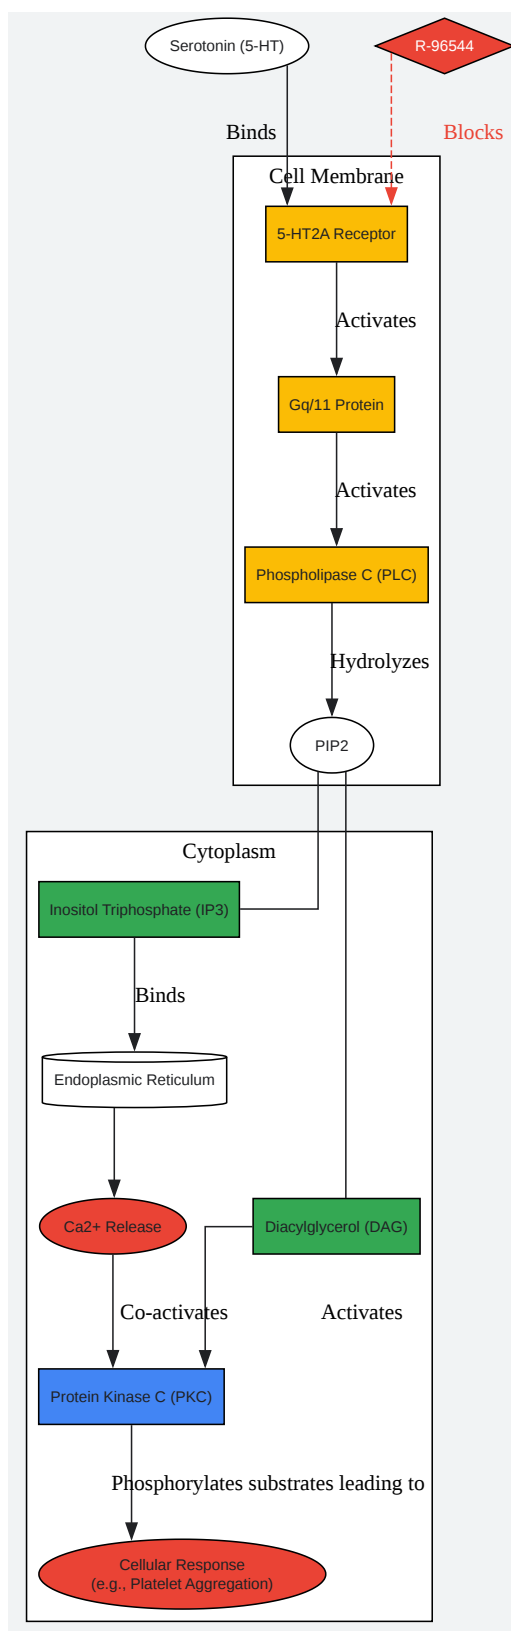 Serotonin (5-HT)
R-96544
Binds
Blocks
Cell Membrane
5-HT2A Receptor
Activates
Gq/11 Protein
Activates
Phospholipase C (PLC)
Hydrolyzes
PIP2
Cytoplasm
Inositol Triphosphate (IP3)
Binds
Endoplasmic Reticulum
Ca2+ Release
Diacylglycerol (DAG)
Co-activates
Activates
Protein Kinase C (PKC)
Phosphorylates substrates leading to
Cellular Response
(e.g., Platelet Aggregation)